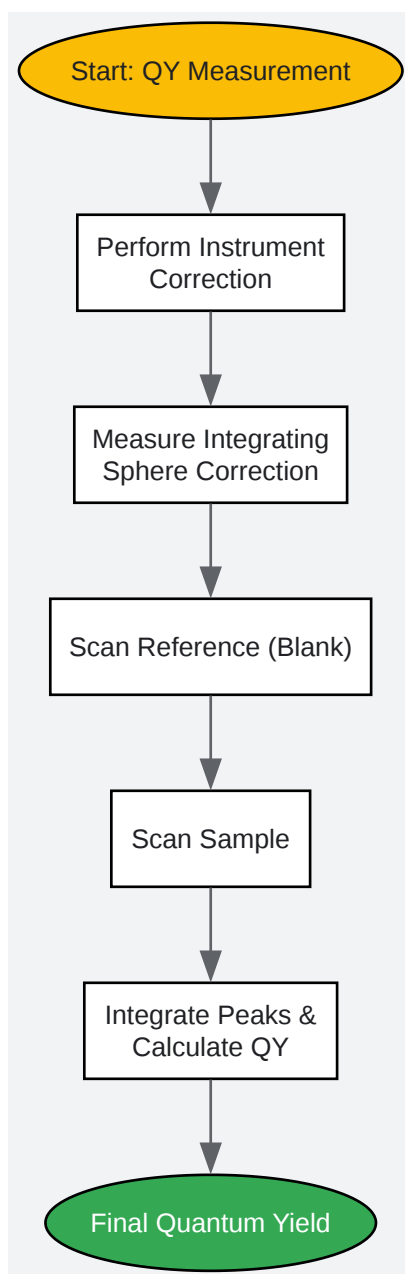 Start: QY Measurement
Perform Instrument
Correction
Measure Integrating
Sphere Correction
Scan Reference (Blank)
Scan Sample
Integrate Peaks &
Calculate QY
Final Quantum Yield